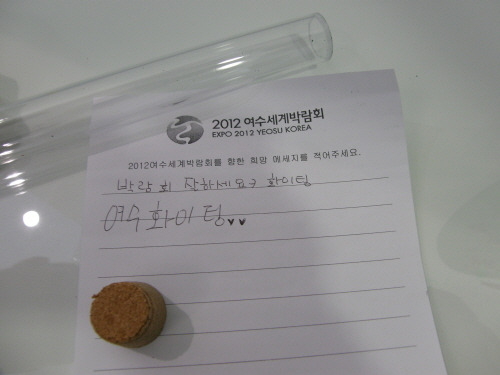 2012 여수세계박람회
EXPO 2012 YEOSU KOREA
2012여수세계박람회를 향한 희망 메세지를 적어주세요.
박람회 잘하세요 화이팅
여수화이팅♥♥